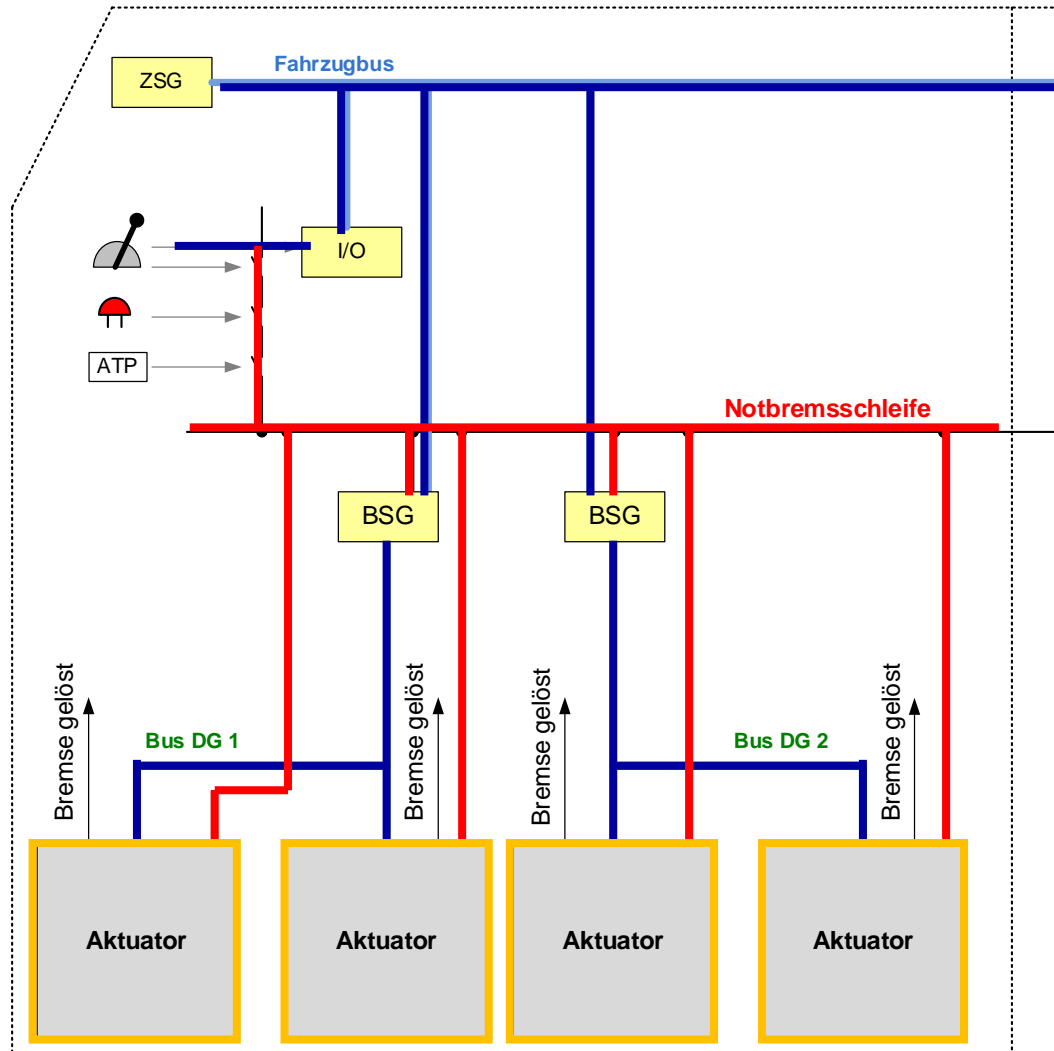 Fahrzugbus
ZSG
I/O
ATP
Notbremsschleife
BSG
BSG
Bremse gelöst
Bremse gelöst
Bremse gelöst
Bremse gelöst
Bus DG 1
Bus DG 2
Aktuator
Aktuator
Aktuator
Aktuator